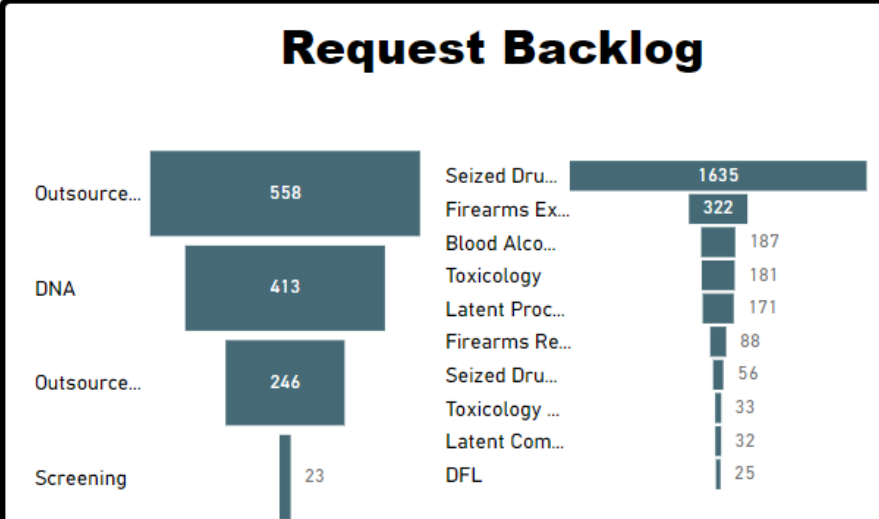 Request Backlog
Outsource... 558
DNA 413
Outsource... 246
Screening 23
Seized Dru... 1635
Firearms Ex... 322
Blood Alco... 187
Toxicology 181
Latent Proc... 171
Firearms Re... 88
Seized Dru... 56
Toxicology ... 33
Latent Com... 32
DFL 25